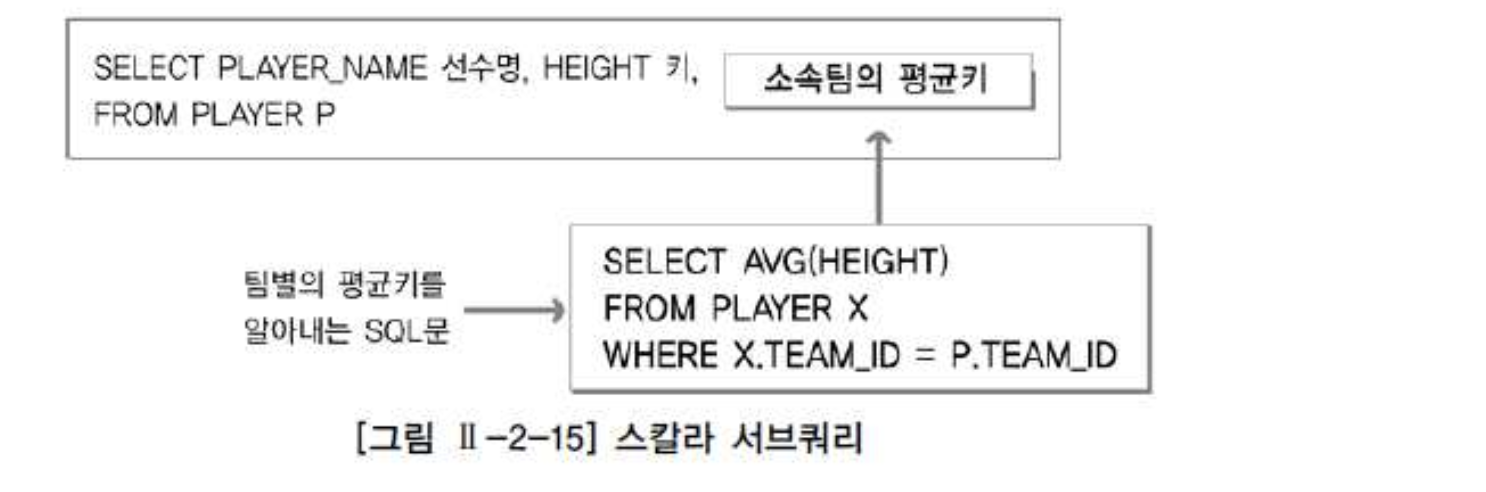 SELECT PLAYER_NAME 선수명, HEIGHT 키, 소속팀의 평균키
FROM PLAYER P
팀별의 평균키를
알아내는 SQL문
SELECT AVG(HEIGHT)
FROM PLAYER X
WHERE X.TEAM_ID = P.TEAM_ID
[그림 Ⅱ-2-15] 스칼라 서브쿼리